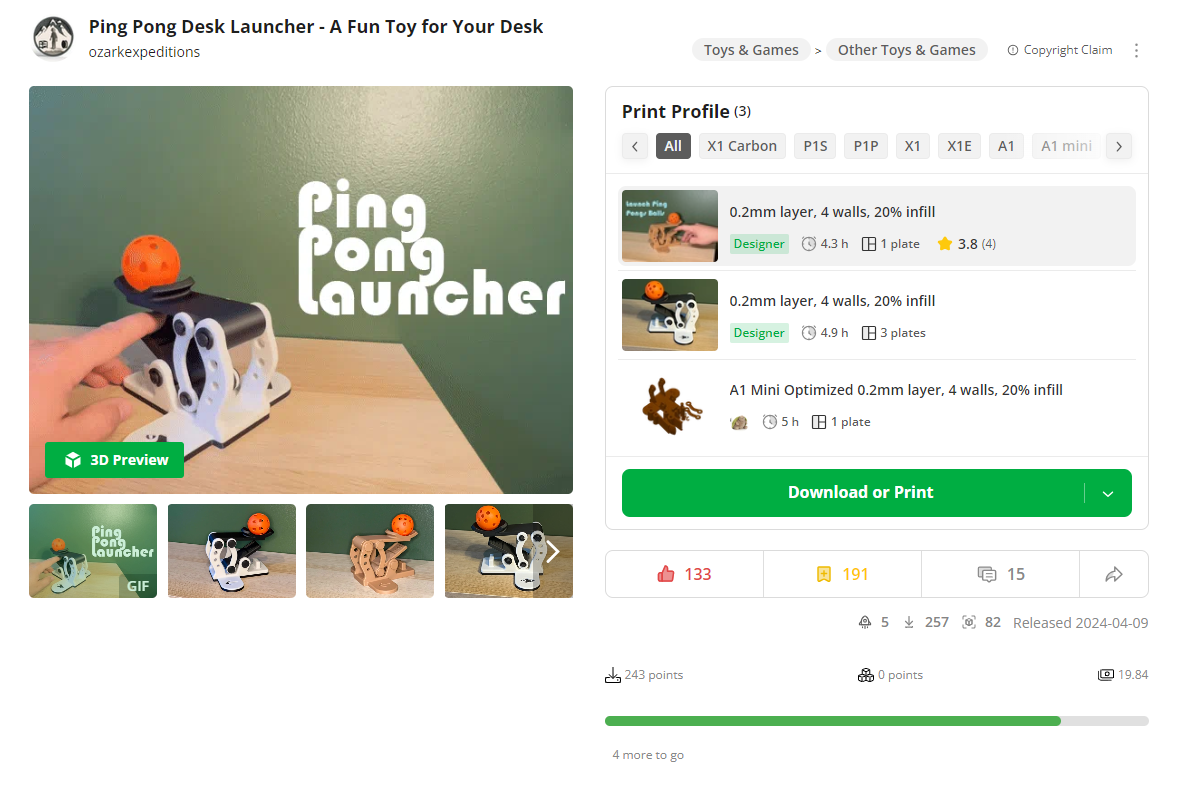 Ping Pong Desk Launcher - A Fun Toy for Your Desk
ozarkexpeditions
Toys & Games > Other Toys & Games
Copyright Claim
Ping
Pong
Launcher
3D Preview
Ping
Pong
Launcher
GIF
Print Profile (3)
All X1 Carbon P1S P1P X1 X1E A1 A1 mini
Launch Ping
Pongs Balls
0.2mm layer, 4 walls, 20% infill
Designer 4.3 h 1 plate 3.8 (4)
0.2mm layer, 4 walls, 20% infill
Designer 4.9 h 3 plates
A1 Mini Optimized 0.2mm layer, 4 walls, 20% infill
5 h 1 plate
Download or Print
133 191 15
5 257 82 Released 2024-04-09
243 points 0 points 19.84
4 more to go